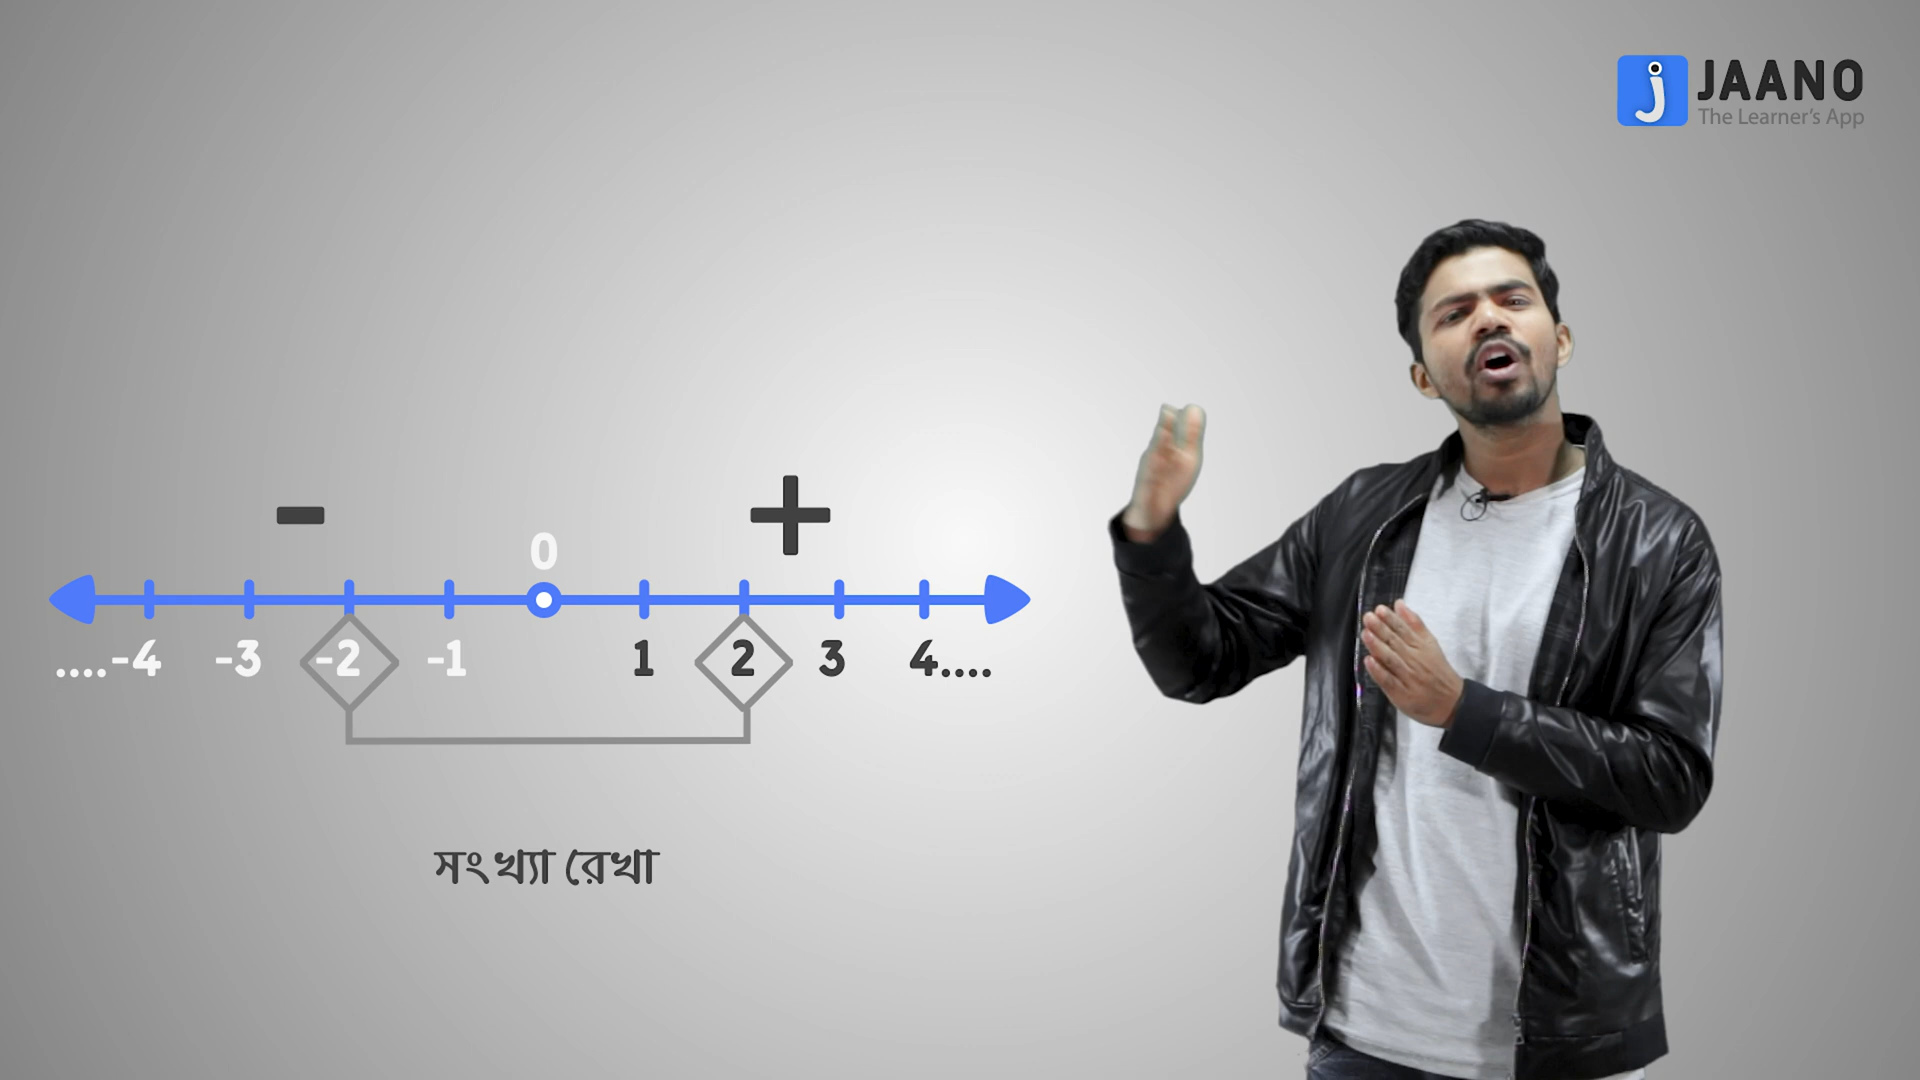 JAANO
The Learner's App
- +
0
....-4 -3 -2 -1 1 2 3 4....
সংখ্যা রেখা